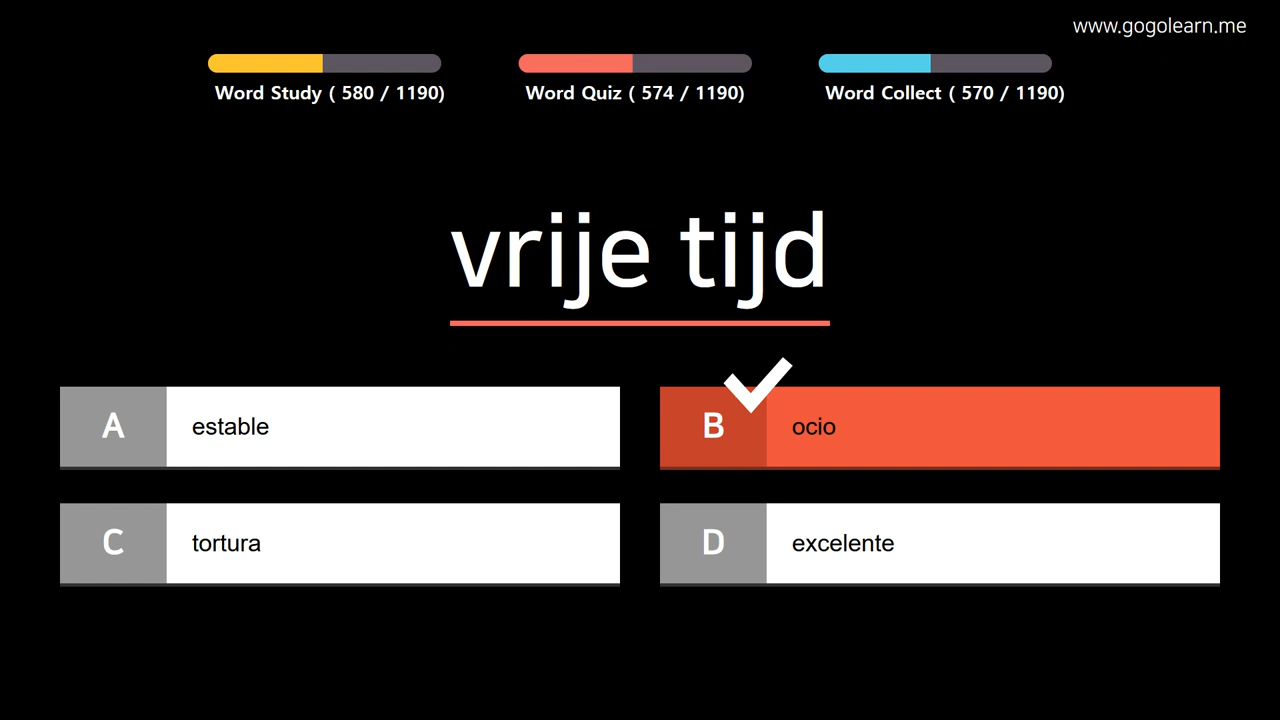 www.gogolearn.me
Word Study ( 580 / 1190)
Word Quiz ( 574 / 1190)
Word Collect ( 570 / 1190)
vrije tijd
A estable
B ocio
C tortura
D excelente